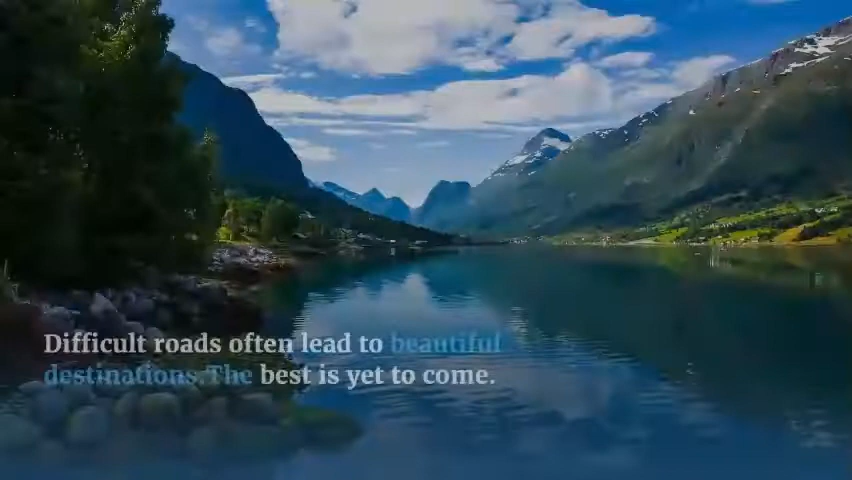 Difficult roads often lead to beautiful
destinations.The best is yet to come.